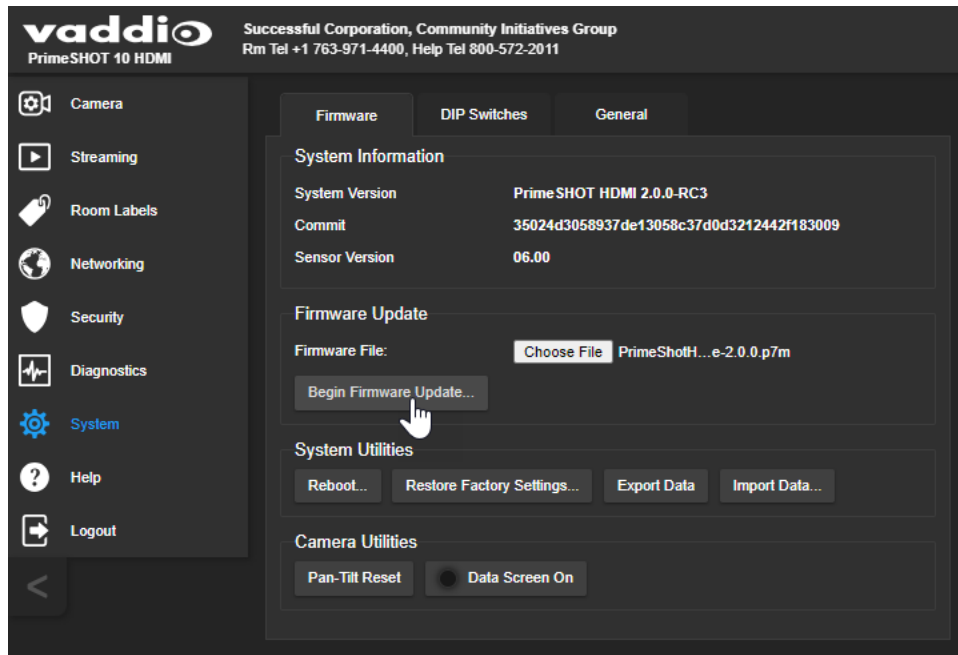 vaddio
PrimeSHOT 10 HDMI
Successful Corporation, Community Initiatives Group
Rm Tel +1 763-971-4400, Help Tel 800-572-2011
Camera
Streaming
Room Labels
Networking
Security
Diagnostics
System
? Help
Logout
<
Firmware DIP Switches General
System Information
System Version PrimeSHOT HDMI 2.0.0-RC3
Commit 35024d3058937de13058c37d0d3212442f183009
Sensor Version 06.00
Firmware Update
Firmware File: Choose File PrimeShotH...e-2.0.0.p7m
Begin Firmware Update...
System Utilities
Reboot... Restore Factory Settings... Export Data Import Data...
Camera Utilities
Pan-Tilt Reset Data Screen On